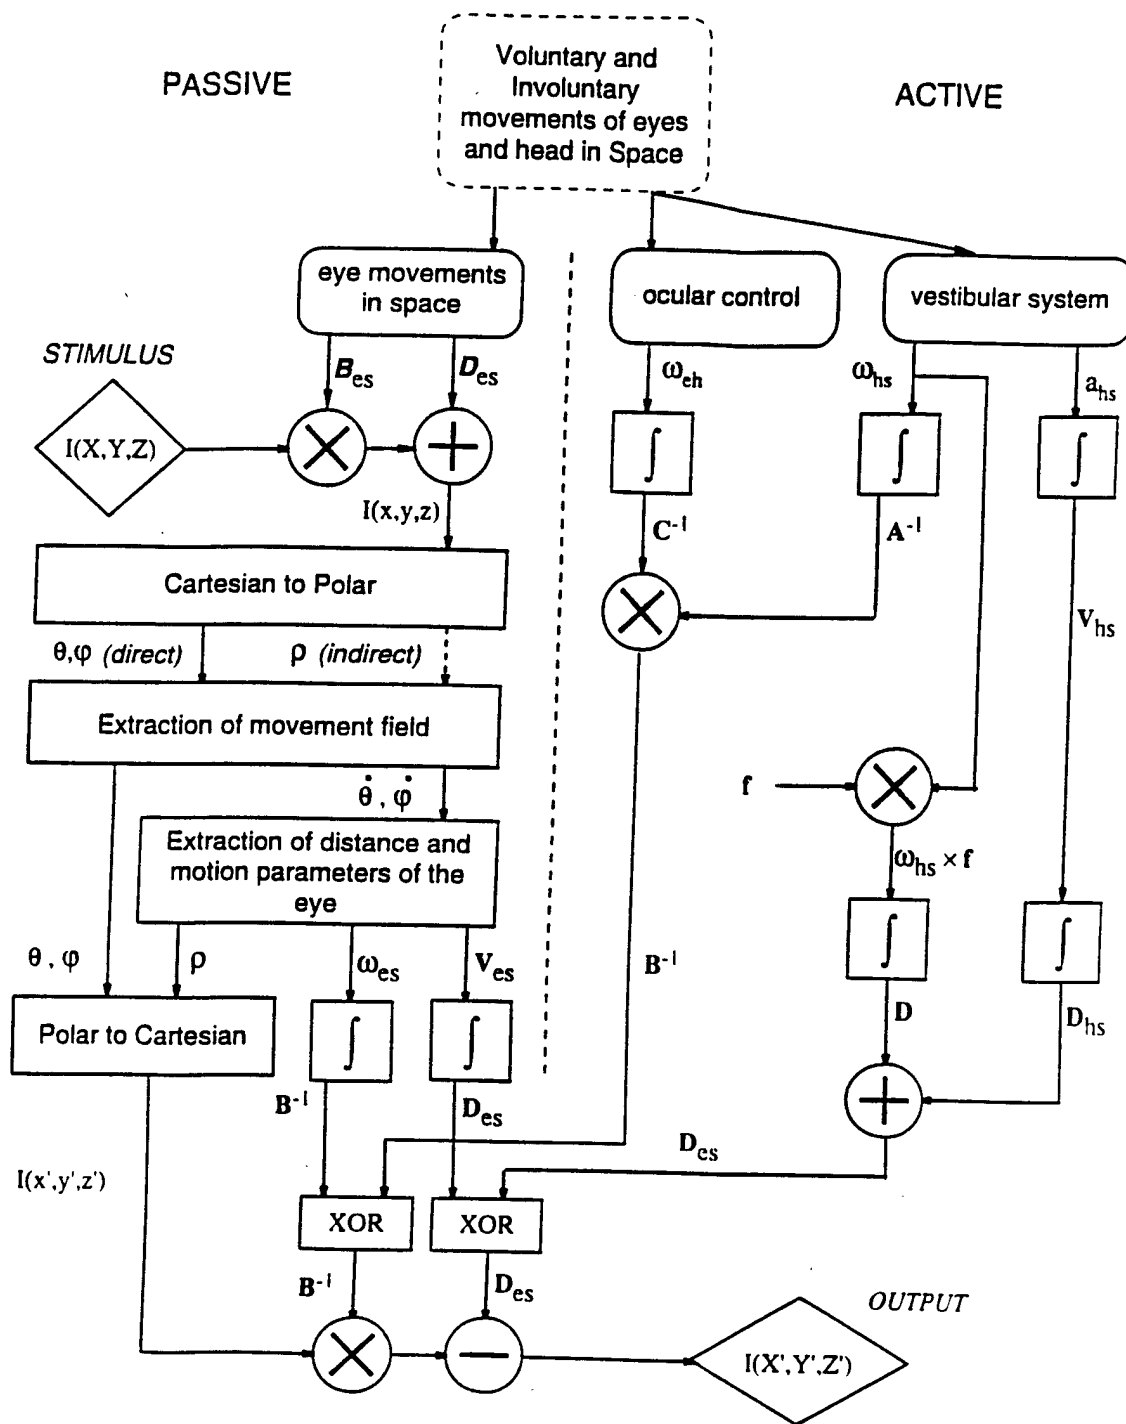 PASSIVE
Voluntary and
Involuntary
movements of eyes
and head in Space
ACTIVE
eye movements
in space
ocular control
vestibular system
STIMULUS
B_es
D_es
ω_eh
ω_hs
a_hs
I(X,Y,Z)
∫
∫
∫
I(x,y,z)
C^-1
A^-1
Cartesian to Polar
V_hs
θ,φ (direct)
ρ (indirect)
Extraction of movement field
f
θ̇ , φ̇
Extraction of distance and
motion parameters of the
eye
ω_hs × f
∫
∫
θ , φ
ρ
ω_es
V_es
B^-1
D
D_hs
Polar to Cartesian
∫
∫
B^-1
D_es
D_es
I(x',y',z')
XOR
XOR
B^-1
D_es
OUTPUT
I(X',Y',Z')